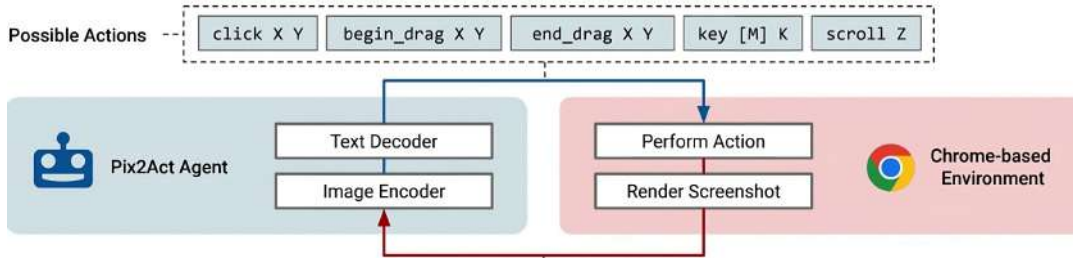 Possible Actions
click X Y
begin_drag X Y
end_drag X Y
key [M] K
scroll Z
Pix2Act Agent
Text Decoder
Image Encoder
Perform Action
Render Screenshot
Chrome-based
Environment